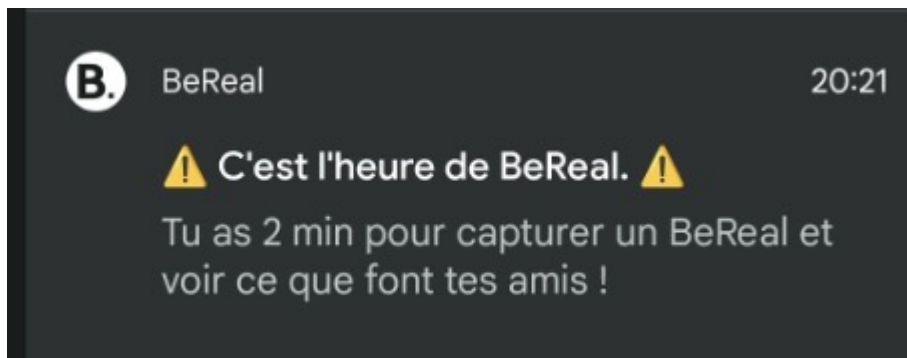 B.
BeReal
20:21
⚠️ C'est l'heure de BeReal. ⚠️
Tu as 2 min pour capturer un BeReal et
voir ce que font tes amis !